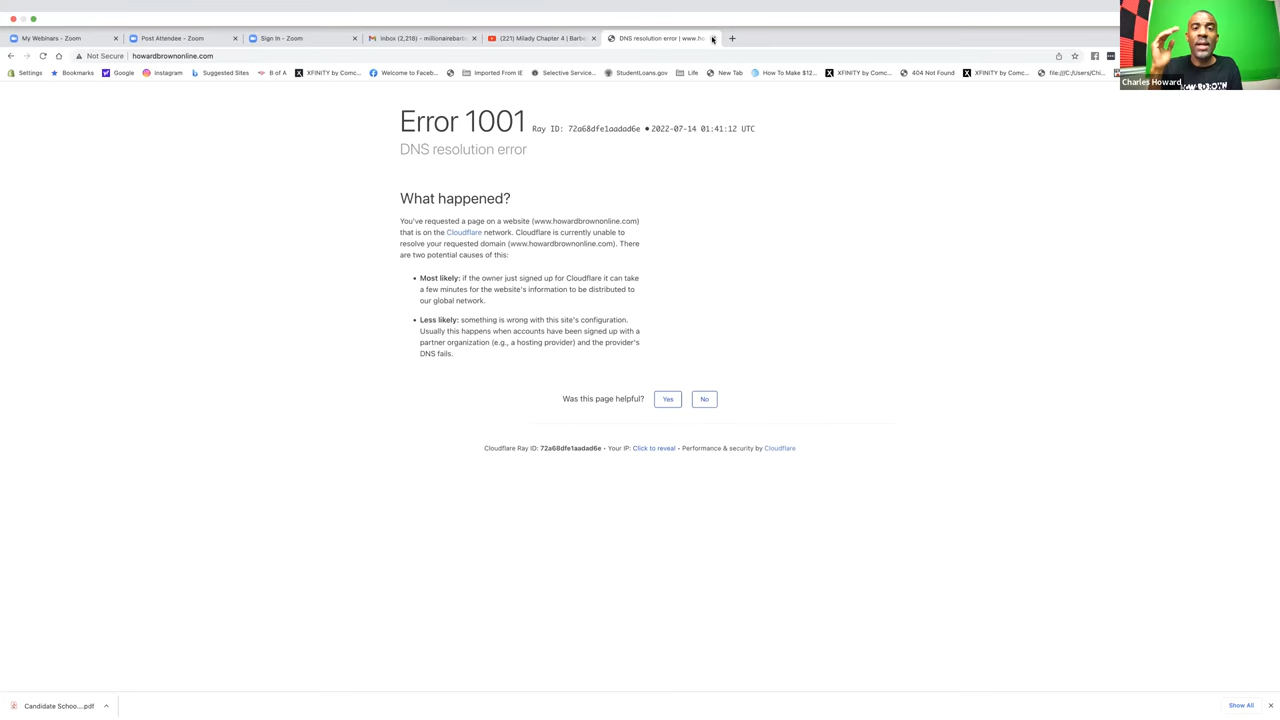 My Webinars - Zoom
Post Attendee - Zoom
Sign In - Zoom
Inbox (2,218) - millionairebarb
(221) Milady Chapter 4 | Barbe
DNS resolution error | www.ho
Not Secure | howardbrownonline.com
Settings
Bookmarks
Google
Instagram
Suggested Sites
B of A
XFINITY by Comc...
Welcome to Faceb...
Imported From IE
Selective Service...
StudentLoans.gov
Life
New Tab
How To Make $12...
XFINITY by Comc...
404 Not Found
XFINITY by Comc...
file:///C:/Users/Chi...
Charles Howard
HOWARDBROWN
Error 1001 Ray ID: 72a68dfe1aadad6e • 2022-07-14 01:41:12 UTC
DNS resolution error
What happened?
You've requested a page on a website (www.howardbrownonline.com)
that is on the Cloudflare network. Cloudflare is currently unable to
resolve your requested domain (www.howardbrownonline.com). There
are two potential causes of this:
• Most likely: if the owner just signed up for Cloudflare it can take
a few minutes for the website's information to be distributed to
our global network.
• Less likely: something is wrong with this site's configuration.
Usually this happens when accounts have been signed up with a
partner organization (e.g., a hosting provider) and the provider's
DNS fails.
Was this page helpful? Yes No
Cloudflare Ray ID: 72a68dfe1aadad6e • Your IP: Click to reveal • Performance & security by Cloudflare
Candidate Schoo....pdf
Show All